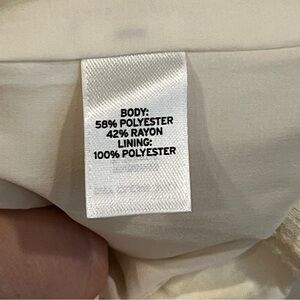 BODY:
58% POLYESTER
42% RAYON
LINING:
100% POLYESTER